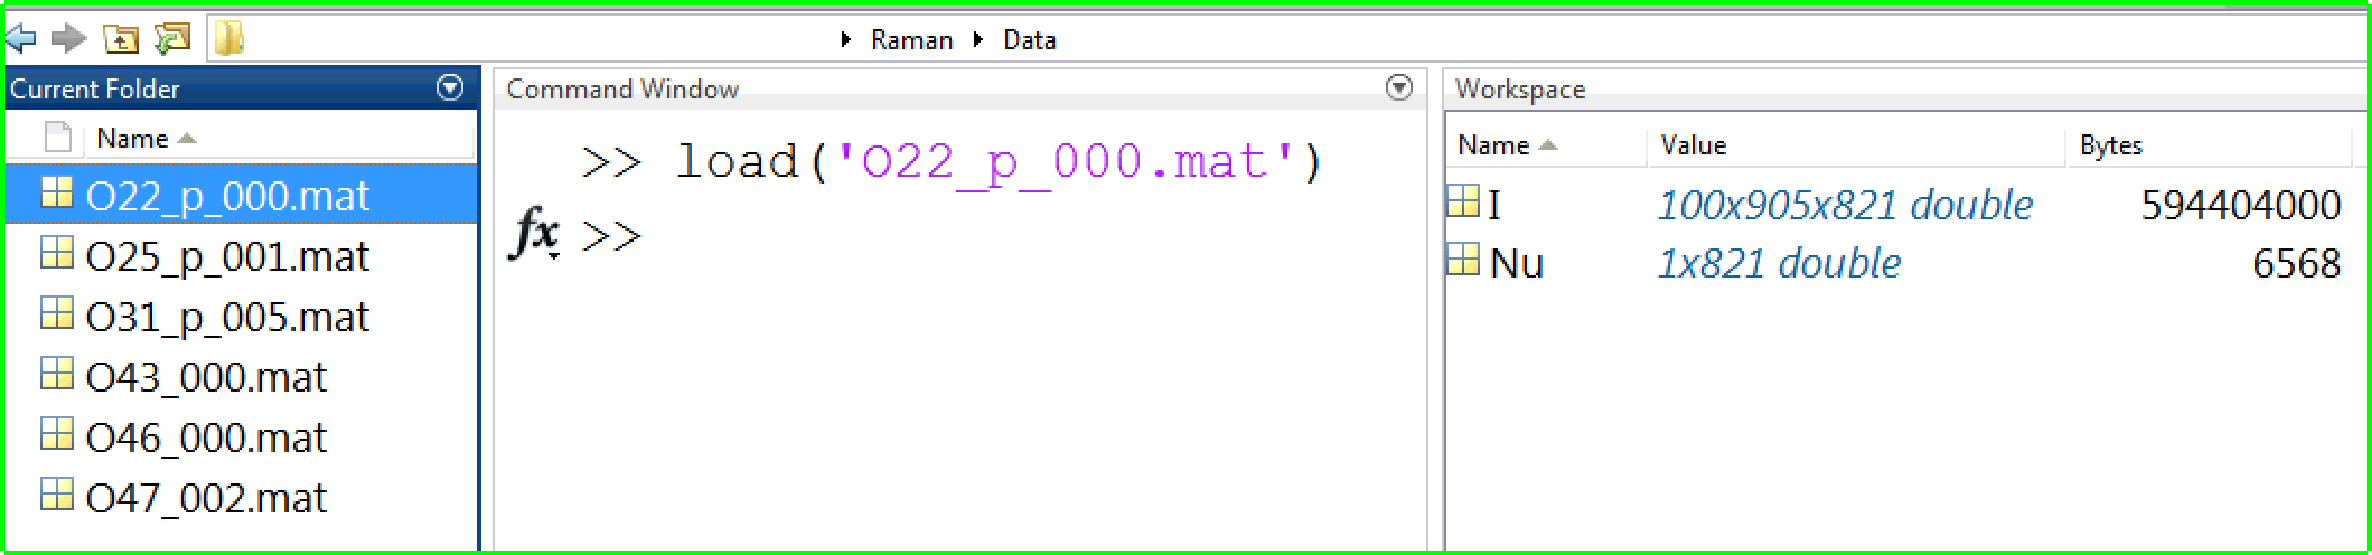 Raman Data
Current Folder
Name
O22_p_000.mat
O25_p_001.mat
O31_p_005.mat
O43_000.mat
O46_000.mat
O47_002.mat
Command Window
>> load('O22_p_000.mat')
fx >>
Workspace
Name Value Bytes
I 100x905x821 double 594404000
Nu 1x821 double 6568